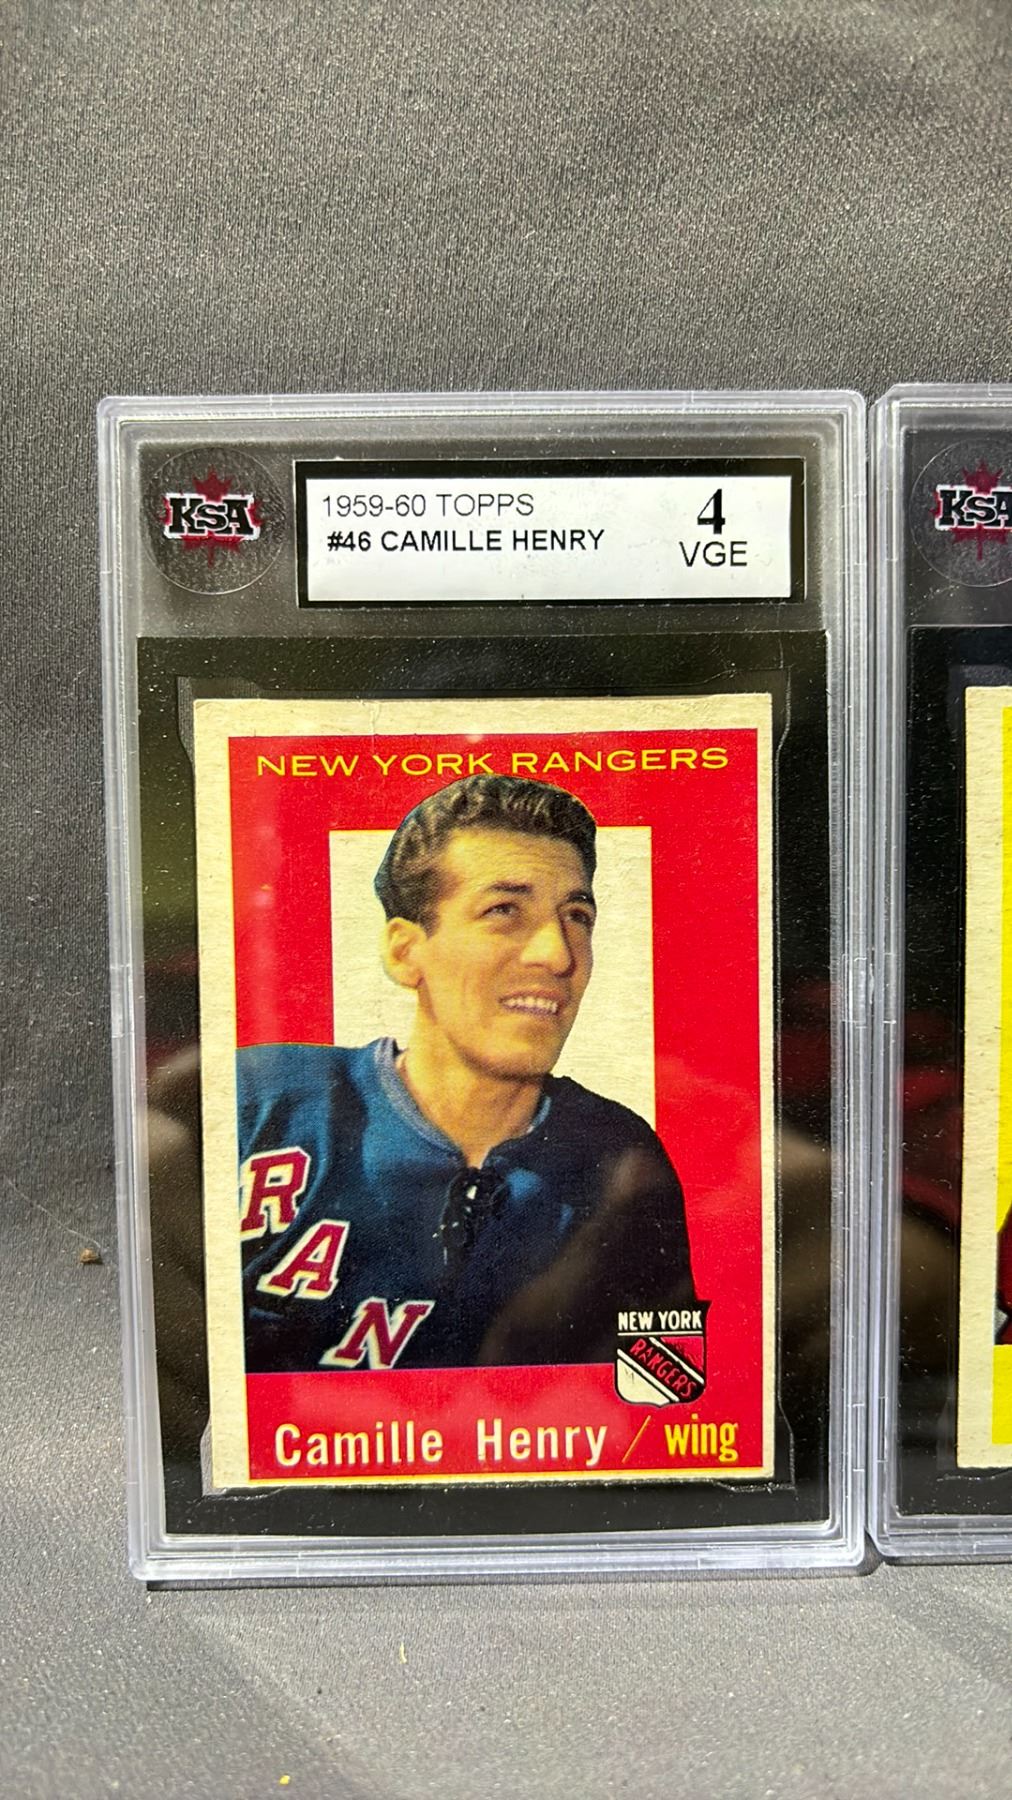 KSA
1959-60 TOPPS
#46 CAMILLE HENRY
4
VGE
KSA
NEW YORK RANGERS
RAN
NEW YORK
RANGERS
Camille Henry / wing